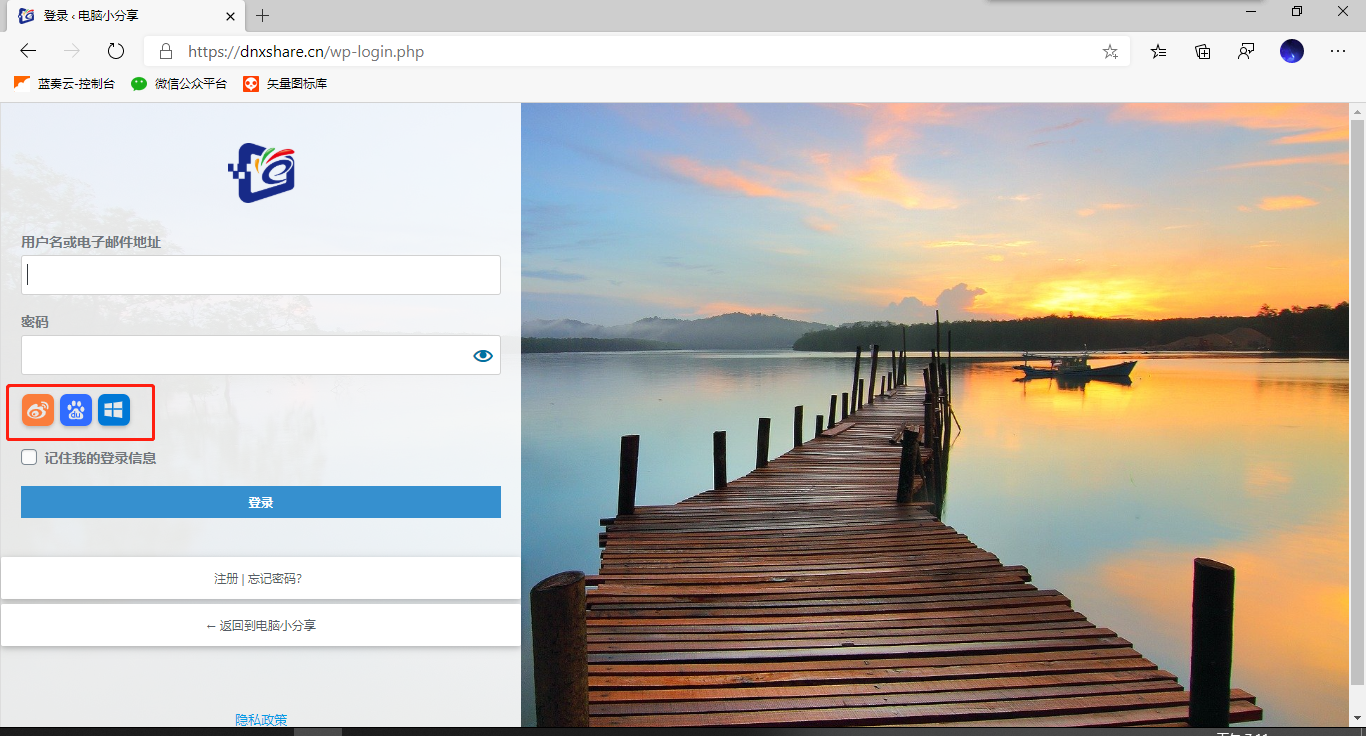 登录 ‹ 电脑小分享
https://dnxshare.cn/wp-login.php
蓝奏云-控制台 微信公众平台 矢量图标库
用户名或电子邮件地址
密码
du
记住我的登录信息
登录
注册 | 忘记密码?
← 返回到电脑小分享
隐私政策